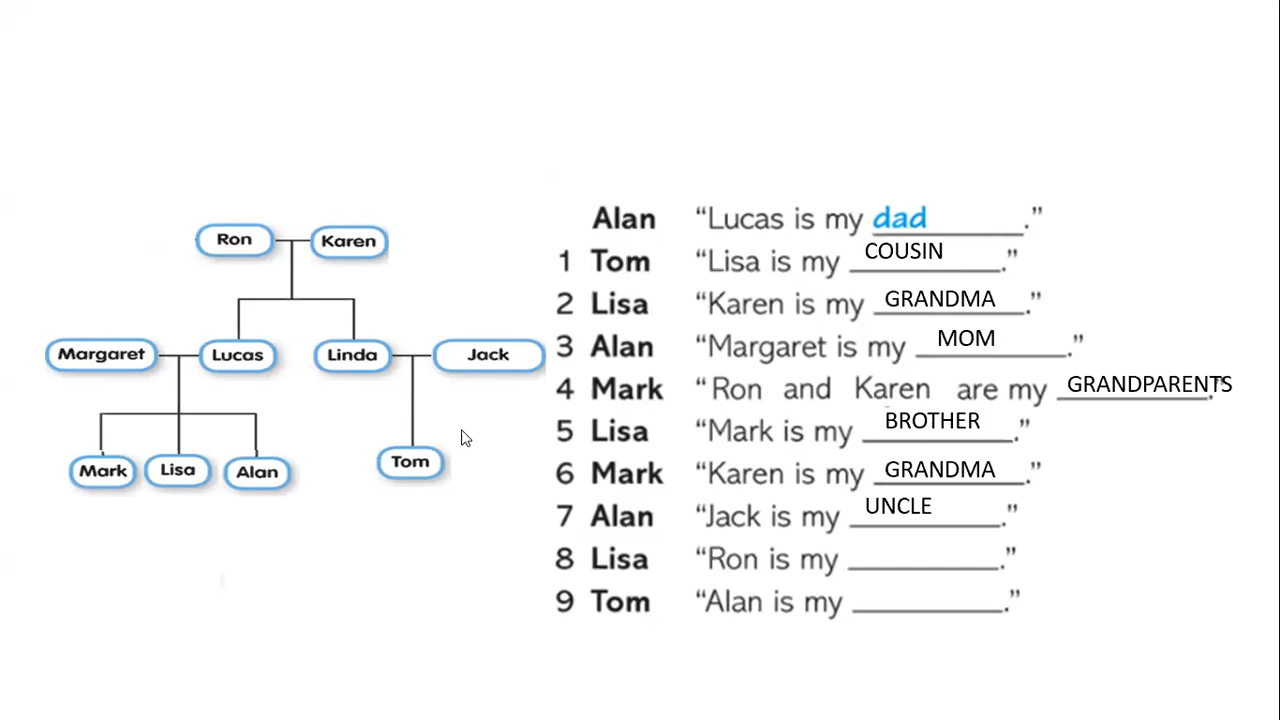 Ron
Karen
Margaret
Lucas
Linda
Jack
Mark
Lisa
Alan
Tom
Alan "Lucas is my dad."
1 Tom "Lisa is my COUSIN."
2 Lisa "Karen is my GRANDMA."
3 Alan "Margaret is my MOM."
4 Mark "Ron and Karen are my GRANDPARENTS."
5 Lisa "Mark is my BROTHER."
6 Mark "Karen is my GRANDMA."
7 Alan "Jack is my UNCLE."
8 Lisa "Ron is my ____________."
9 Tom "Alan is my ____________."